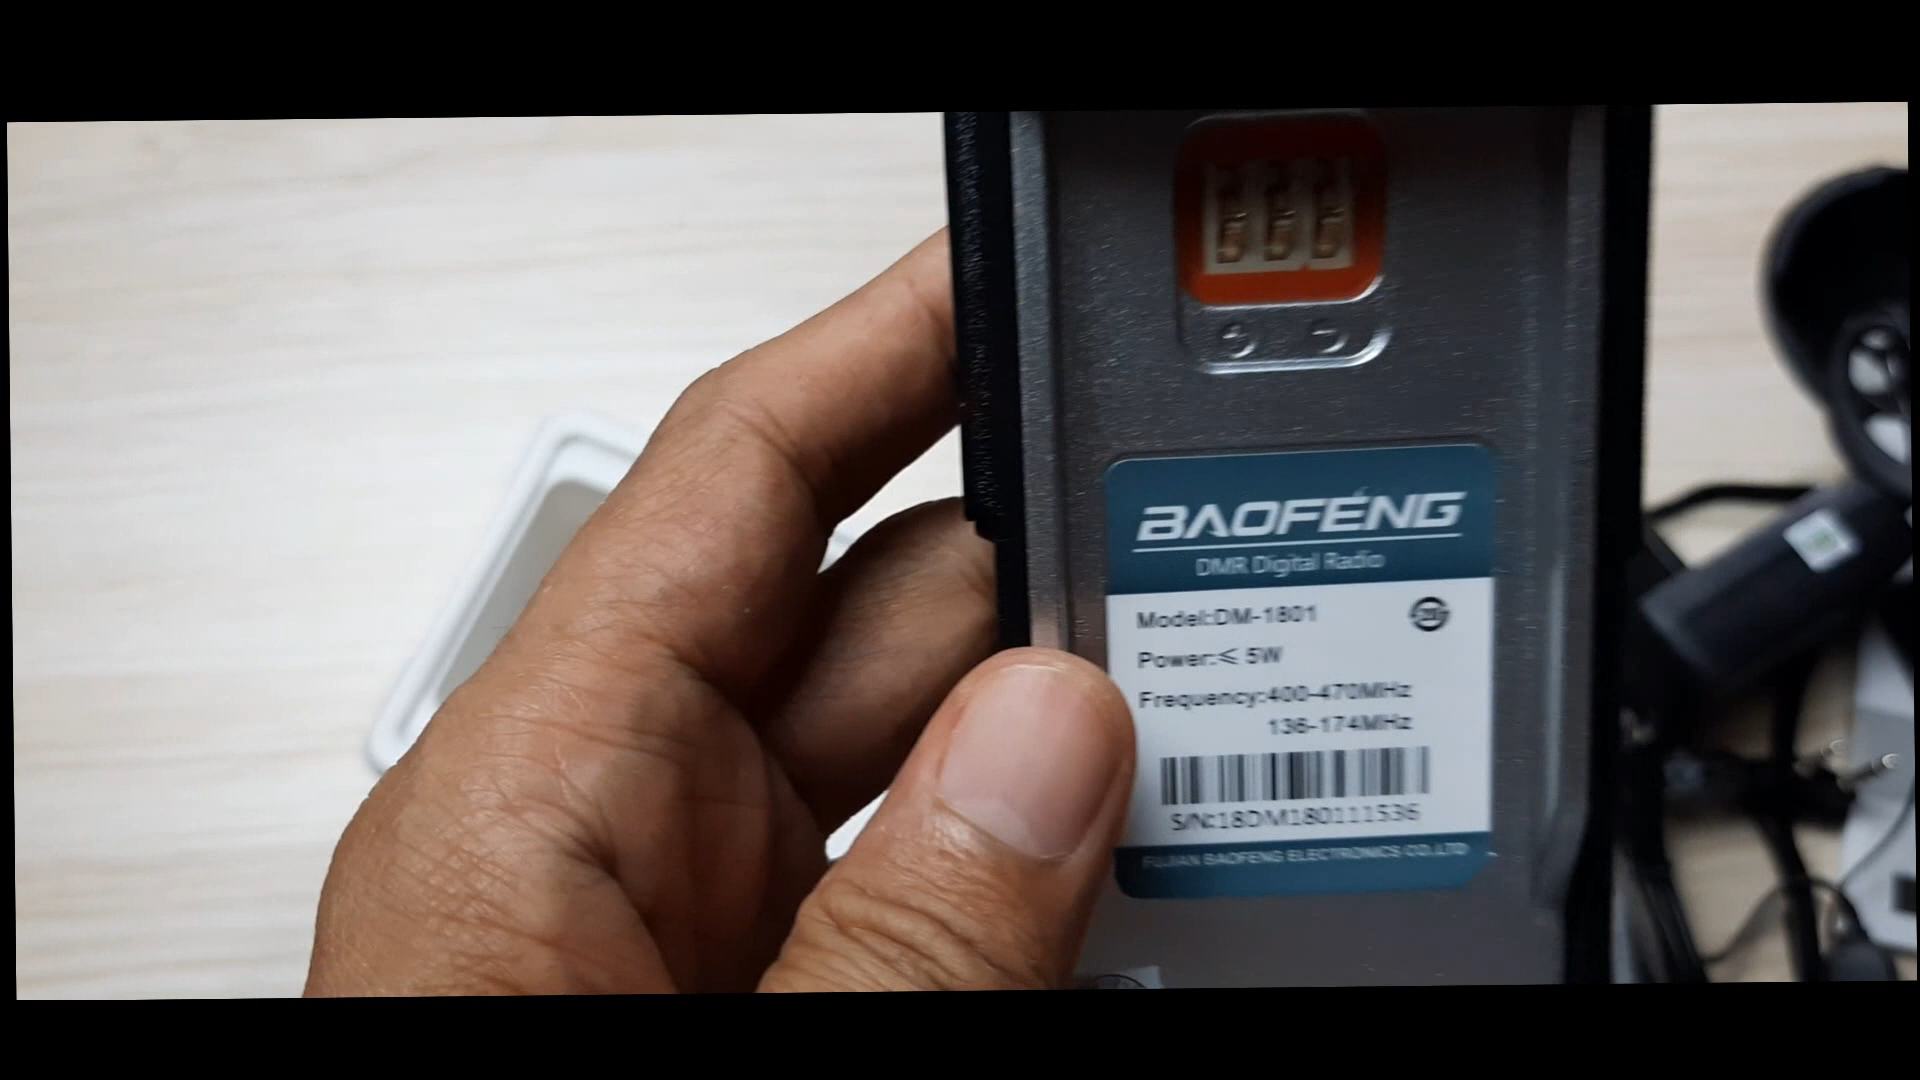 BAOFENG
DMR Digital Radio
Model:DM-1801
Power:≤ 5W
Frequency:400-470MHz
136-174MHz
S/N:18DM180111536
FUJIAN BAOFENG ELECTRONICS CO.LTD